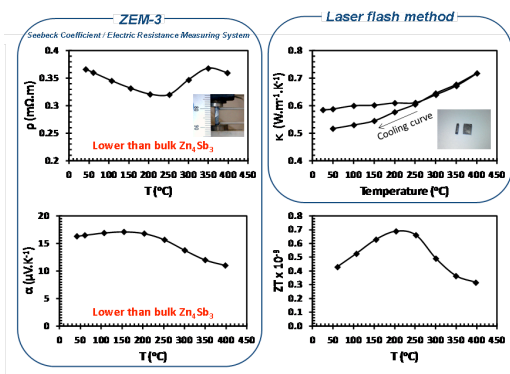 ZEM-3
Seebeck Coefficient / Electric Resistance Measuring System
Laser flash method
0.4
0.35
0.3
0.25
0.2
ρ (mΩ.m)
Lower than bulk Zn₄Sb₃
0 50 100 150 200 250 300 350 400 450
T (°C)
0.8
0.7
0.6
0.5
0.4
κ (W.m⁻¹.K⁻¹)
Cooling curve
0 50 100 150 200 250 300 350 400 450
Temperature (°C)
20
15
10
5
0
α (μV.K⁻¹)
Lower than bulk Zn₄Sb₃
0 50 100 150 200 250 300 350 400 450
T (°C)
0.8
0.7
0.6
0.5
0.4
0.3
0.2
0.1
0.0
ZT x 10⁻³
0 50 100 150 200 250 300 350 400 450
T (°C)